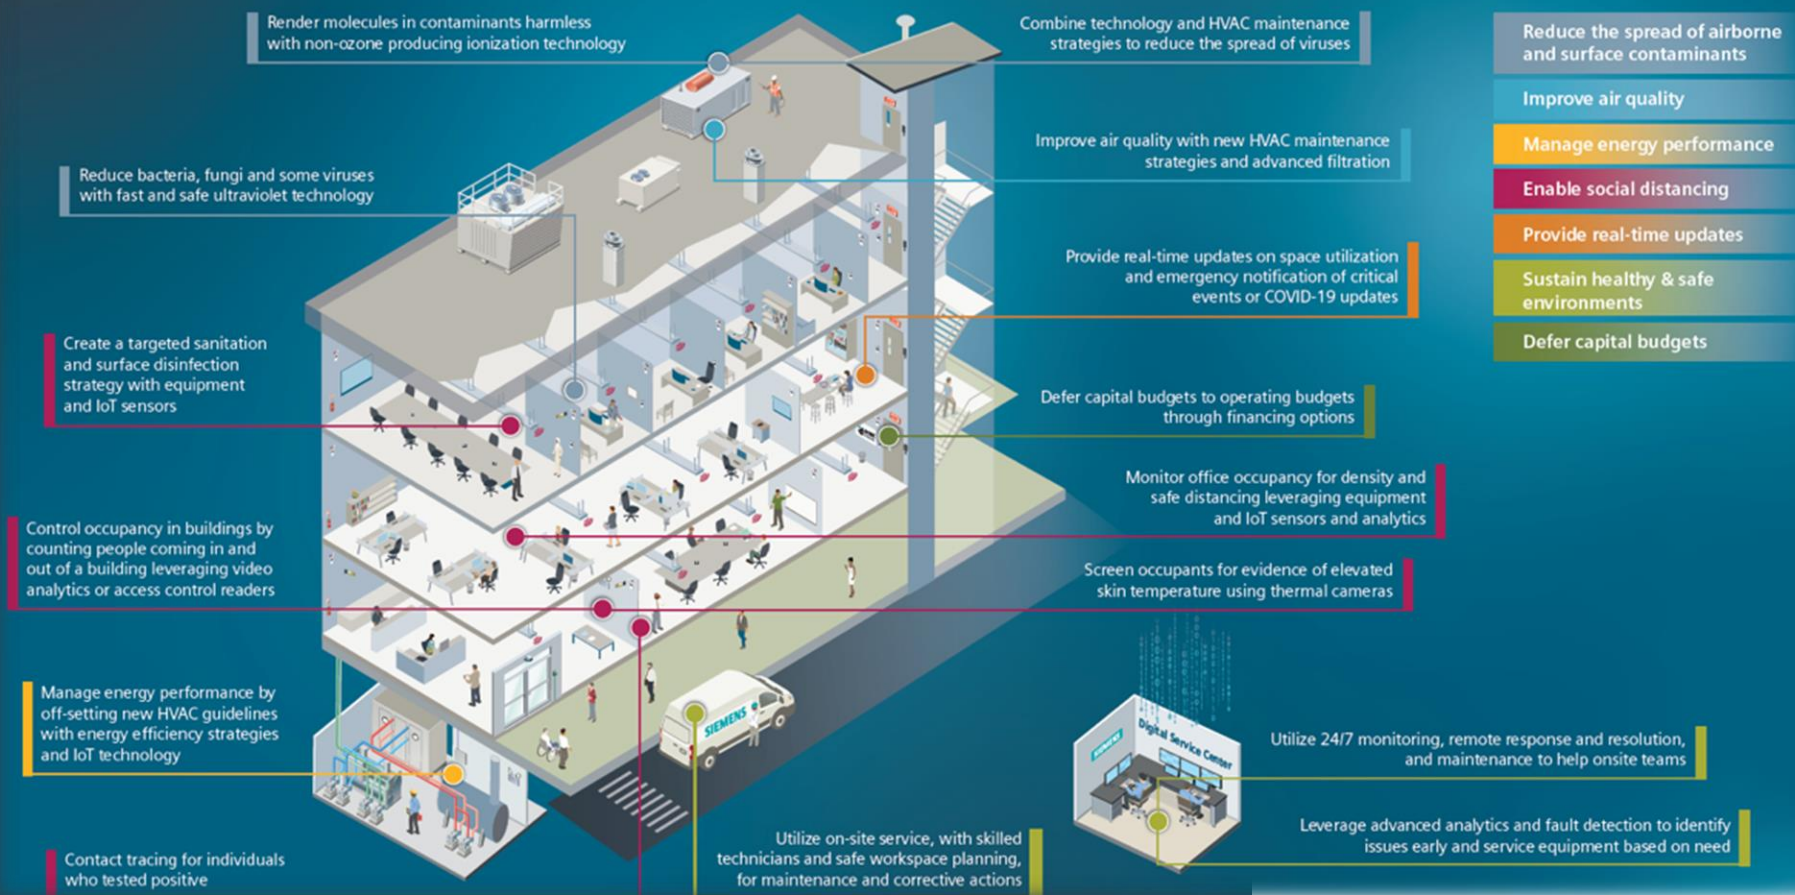 Render molecules in contaminants harmless
with non-ozone producing ionization technology
Combine technology and HVAC maintenance
strategies to reduce the spread of viruses
Reduce the spread of airborne
and surface contaminants
Improve air quality
Manage energy performance
Enable social distancing
Provide real-time updates
Sustain healthy & safe
environments
Defer capital budgets
Improve air quality with new HVAC maintenance
strategies and advanced filtration
Reduce bacteria, fungi and some viruses
with fast and safe ultraviolet technology
Provide real-time updates on space utilization
and emergency notification of critical
events or COVID-19 updates
Create a targeted sanitation
and surface disinfection
strategy with equipment
and IoT sensors
Defer capital budgets to operating budgets
through financing options
Monitor office occupancy for density and
safe distancing leveraging equipment
and IoT sensors and analytics
Control occupancy in buildings by
counting people coming in and
out of a building leveraging video
analytics or access control readers
Screen occupants for evidence of elevated
skin temperature using thermal cameras
Manage energy performance by
off-setting new HVAC guidelines
with energy efficiency strategies
and IoT technology
SIEMENS
SIEMENS
Digital Service Center
Utilize 24/7 monitoring, remote response and resolution,
and maintenance to help onsite teams
Leverage advanced analytics and fault detection to identify
issues early and service equipment based on need
Utilize on-site service, with skilled
technicians and safe workspace planning,
for maintenance and corrective actions
Contact tracing for individuals
who tested positive